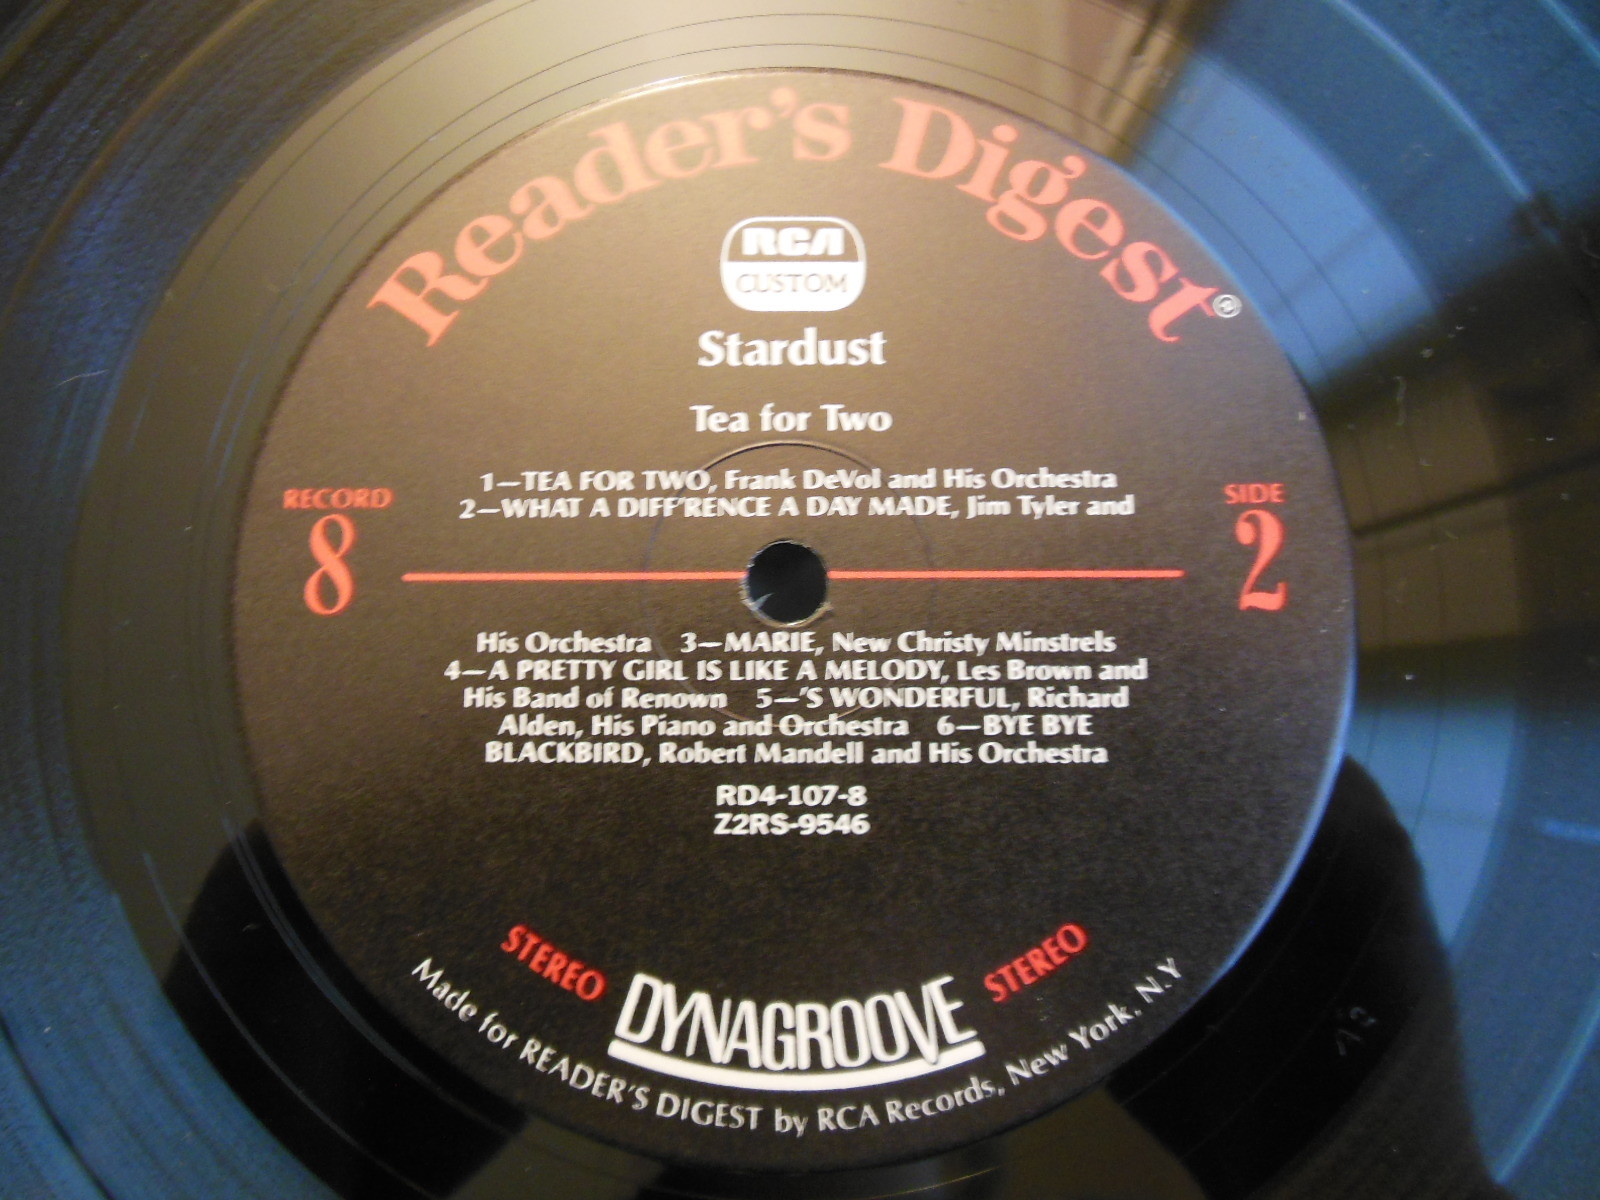 Reader's Digest®
RCA
CUSTOM
Stardust
Tea for Two
1—TEA FOR TWO, Frank DeVol and His Orchestra
2—WHAT A DIFF'RENCE A DAY MADE, Jim Tyler and
RECORD
8
SIDE
2
His Orchestra 3—MARIE, New Christy Minstrels
4—A PRETTY GIRL IS LIKE A MELODY, Les Brown and
His Band of Renown 5—'S WONDERFUL, Richard
Alden, His Piano and Orchestra 6—BYE BYE
BLACKBIRD, Robert Mandell and His Orchestra
RD4-107-8
Z2RS-9546
STEREO
DYNAGROOVE
STEREO
Made for READER'S DIGEST by RCA Records, New York, N.Y